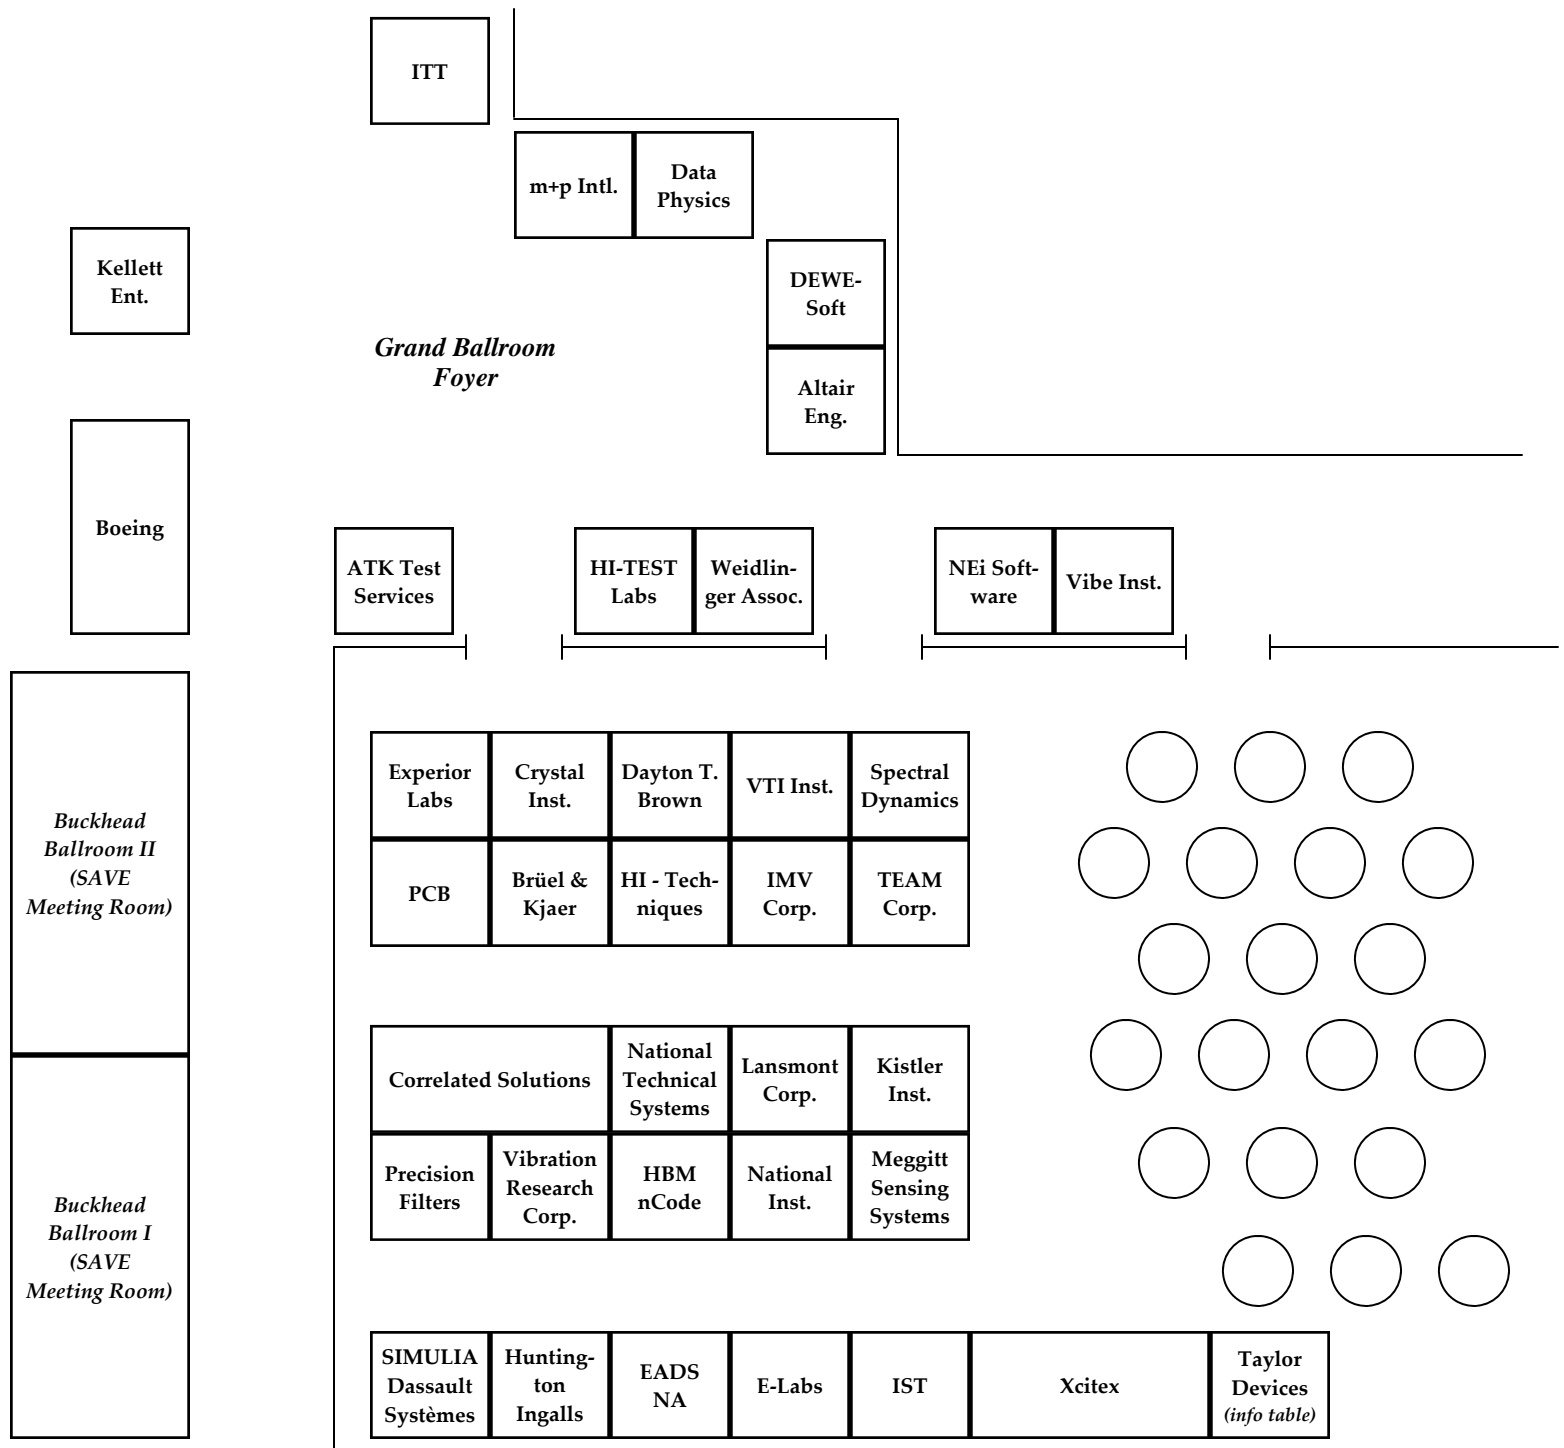 ITT
m+p Intl.
Data
Physics
Kellett
Ent.
DEWE-
Soft
Grand Ballroom
Foyer
Altair
Eng.
Boeing
ATK Test
Services
HI-TEST
Labs
Weidlin-
ger Assoc.
NEi Soft-
ware
Vibe Inst.
Buckhead
Ballroom II
(SAVE
Meeting Room)
Experior
Labs
Crystal
Inst.
Dayton T.
Brown
VTI Inst.
Spectral
Dynamics
PCB
Brüel &
Kjaer
HI - Tech-
niques
IMV
Corp.
TEAM
Corp.
Correlated Solutions
National
Technical
Systems
Lansmont
Corp.
Kistler
Inst.
Precision
Filters
Vibration
Research
Corp.
HBM
nCode
National
Inst.
Meggitt
Sensing
Systems
Buckhead
Ballroom I
(SAVE
Meeting Room)
SIMULIA
Dassault
Systèmes
Hunting-
ton
Ingalls
EADS
NA
E-Labs
IST
Xcitex
Taylor
Devices
(info table)